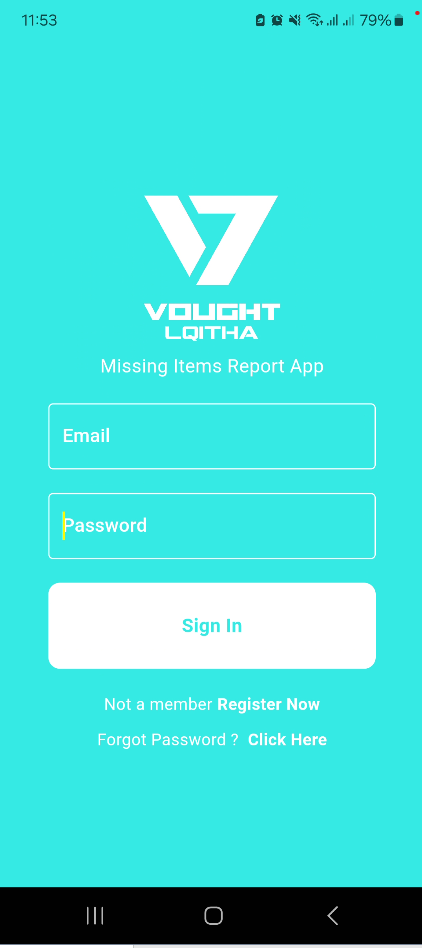 11:53 79%
VOUGHT
LQITHA
Missing Items Report App
Email
Password
Sign In
Not a member Register Now
Forgot Password ? Click Here